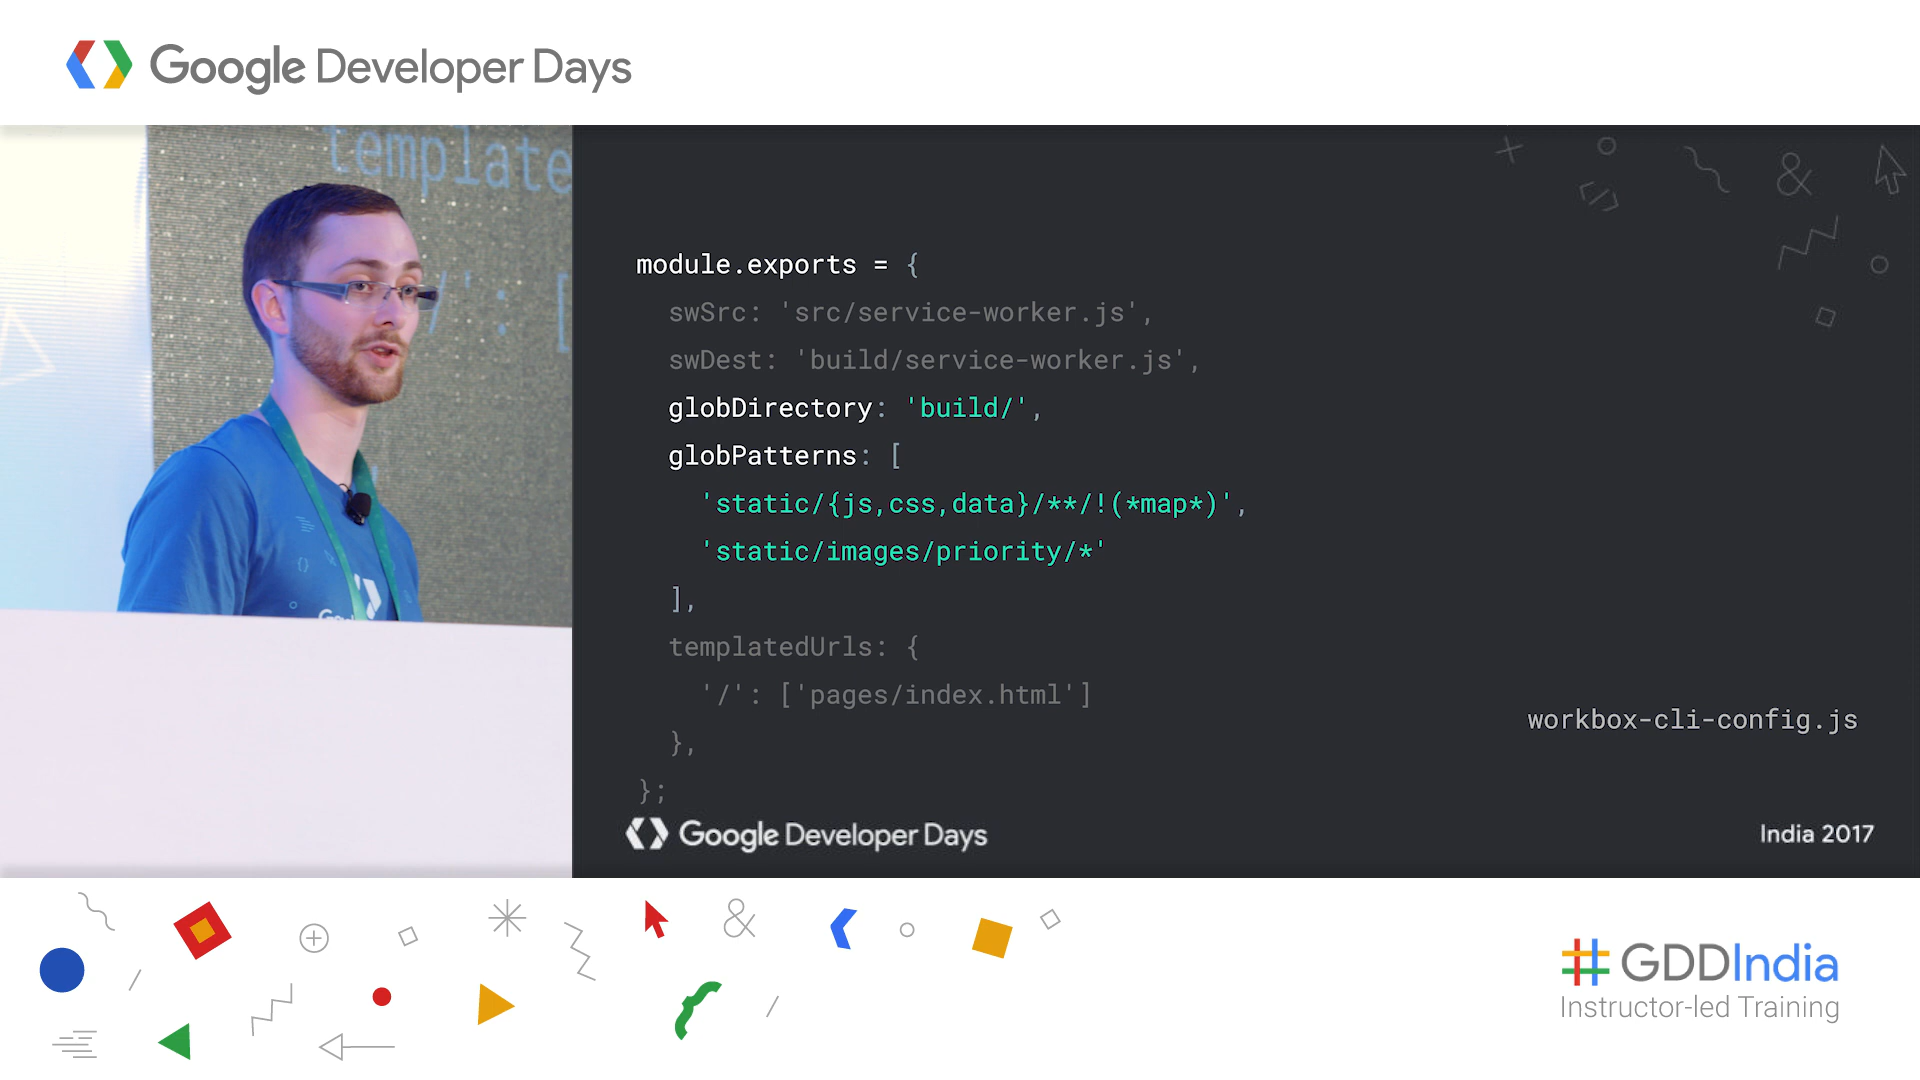 Google Developer Days
template
/': [
module.exports = {
swSrc: 'src/service-worker.js',
swDest: 'build/service-worker.js',
globDirectory: 'build/',
globPatterns: [
'static/{js,css,data}/**/!(*map*)',
'static/images/priority/*'
],
templatedUrls: {
'/': ['pages/index.html']
},
};
workbox-cli-config.js
Google Developer Days
India 2017
#GDDIndia
Instructor-led Training